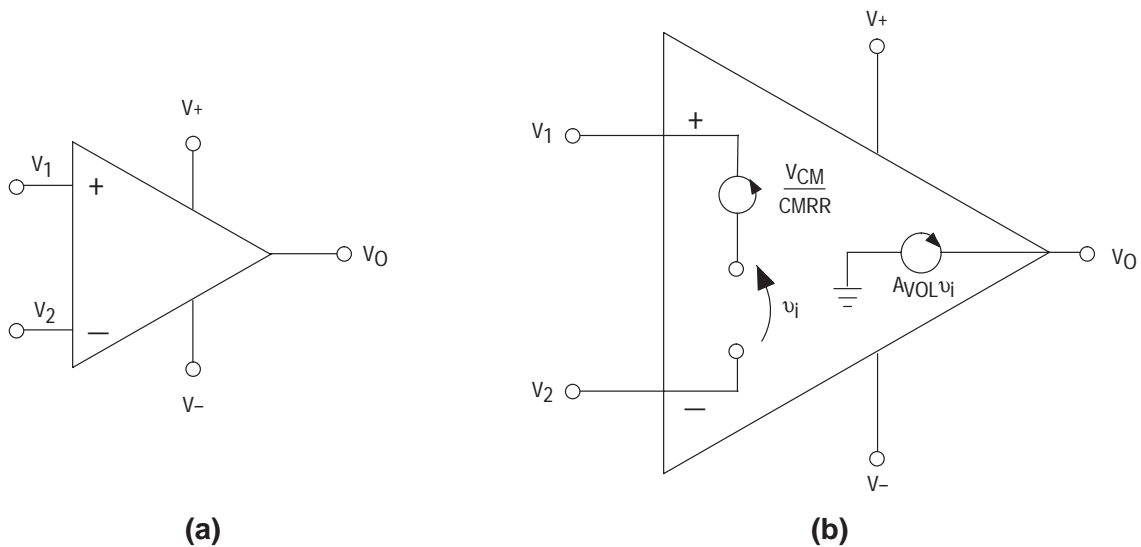 V+
V1
+
VO
V2
–
V–
(a)
V+
V1
+
VCM
CMRR
υi
AVOLυi
VO
V2
–
V–
(b)